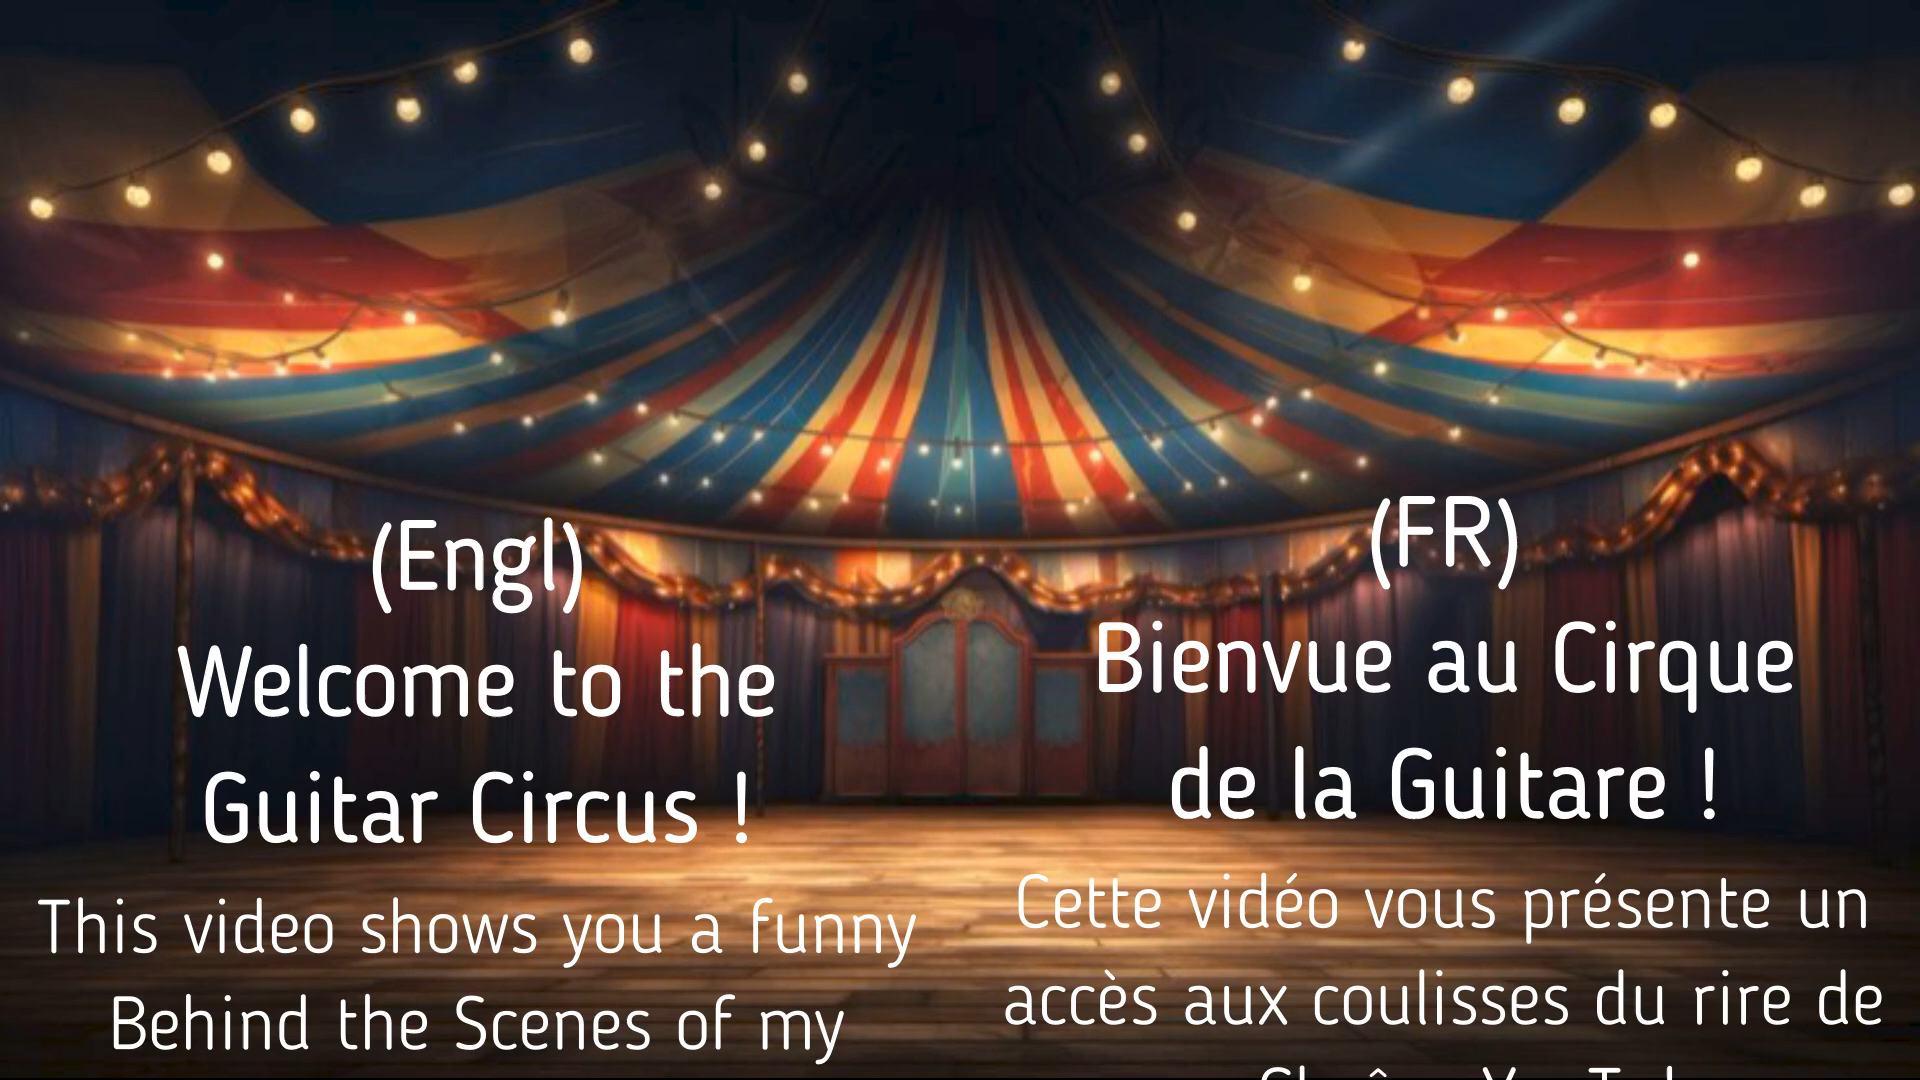 (Engl)
Welcome to the
Guitar Circus !
This video shows you a funny
Behind the Scenes of my
(FR)
Bienvue au Cirque
de la Guitare !
Cette vidéo vous présente un
accès aux coulisses du rire de